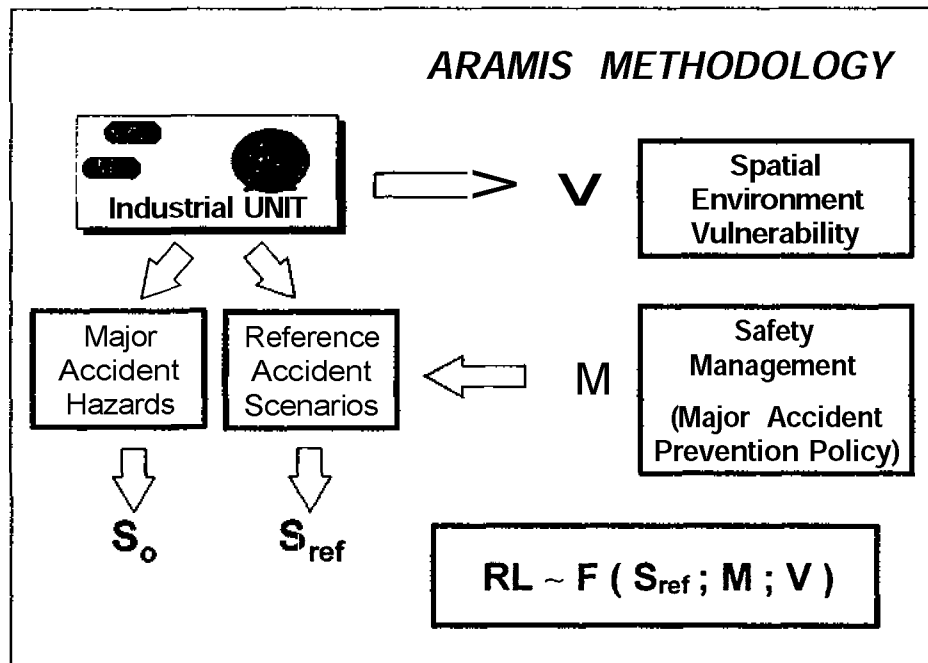 ARAMIS METHODOLOGY
Industrial UNIT
V
Spatial
Environment
Vulnerability
Major
Accident
Hazards
Reference
Accident
Scenarios
M
Safety
Management
(Major Accident
Prevention Policy)
So
Sref
RL ~ F ( Sref ; M ; V )